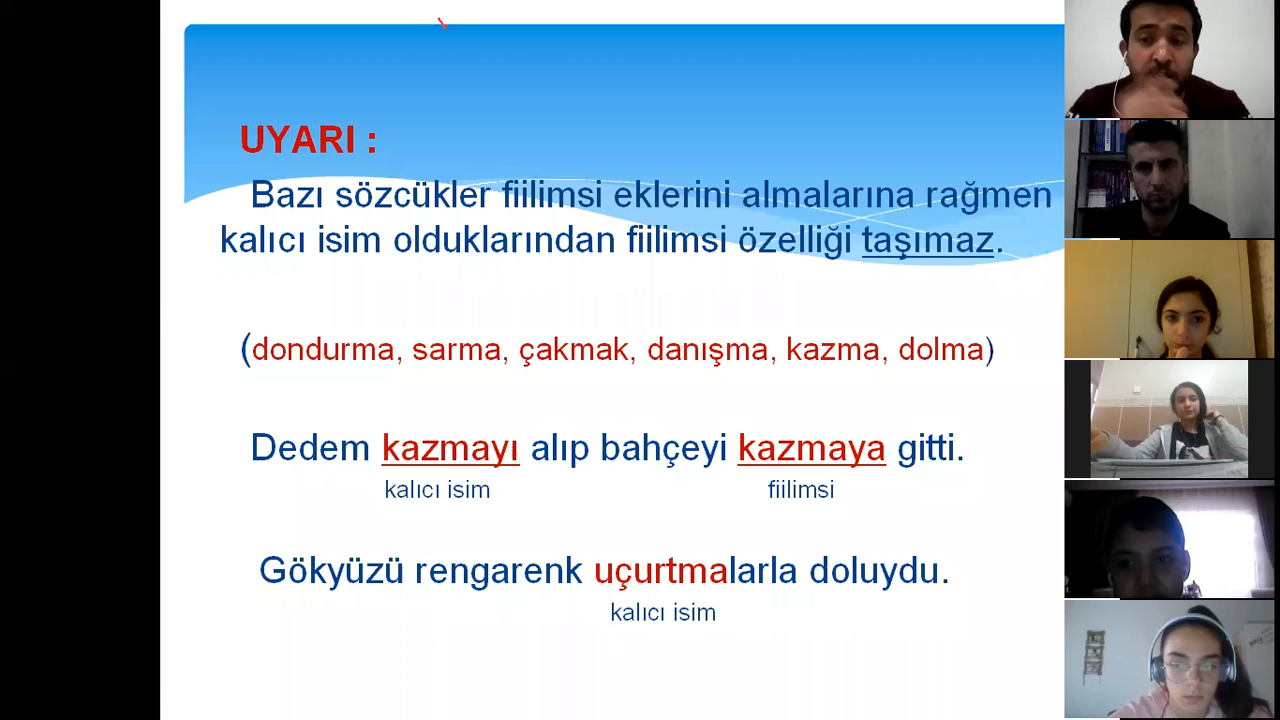 UYARI :
Bazı sözcükler fiilimsi eklerini almalarına rağmen
kalıcı isim olduklarından fiilimsi özelliği taşımaz.
(dondurma, sarma, çakmak, danışma, kazma, dolma)
Dedem kazmayı alıp bahçeyi kazmaya gitti.
kalıcı isim fiilimsi
Gökyüzü rengarenk uçurtmalarla doluydu.
kalıcı isim